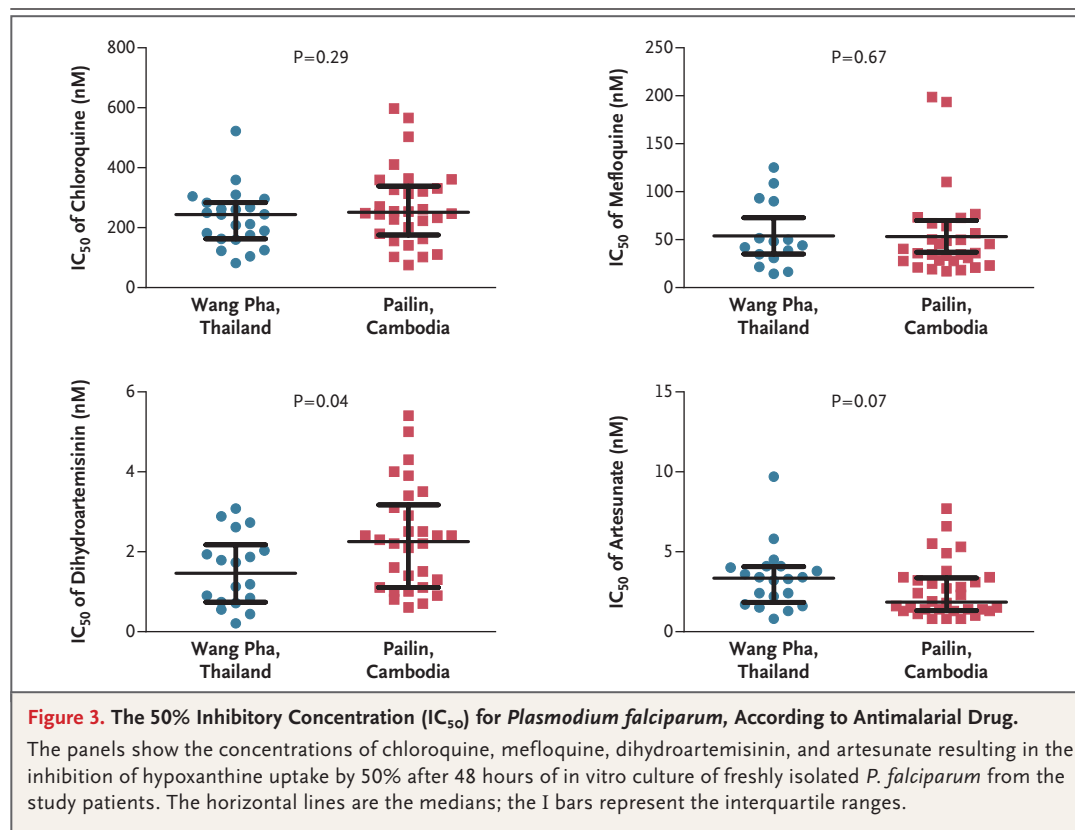 800
600
400
200
0
IC50 of Chloroquine (nM)
P=0.29
Wang Pha,
Thailand
Pailin,
Cambodia
250
200
150
100
50
0
IC50 of Mefloquine (nM)
P=0.67
Wang Pha,
Thailand
Pailin,
Cambodia
6
4
2
0
IC50 of Dihydroartemisinin (nM)
P=0.04
Wang Pha,
Thailand
Pailin,
Cambodia
15
10
5
0
IC50 of Artesunate (nM)
P=0.07
Wang Pha,
Thailand
Pailin,
Cambodia
Figure 3. The 50% Inhibitory Concentration (IC50) for Plasmodium falciparum, According to Antimalarial Drug.
The panels show the concentrations of chloroquine, mefloquine, dihydroartemisinin, and artesunate resulting in the
inhibition of hypoxanthine uptake by 50% after 48 hours of in vitro culture of freshly isolated P. falciparum from the
study patients. The horizontal lines are the medians; the I bars represent the interquartile ranges.